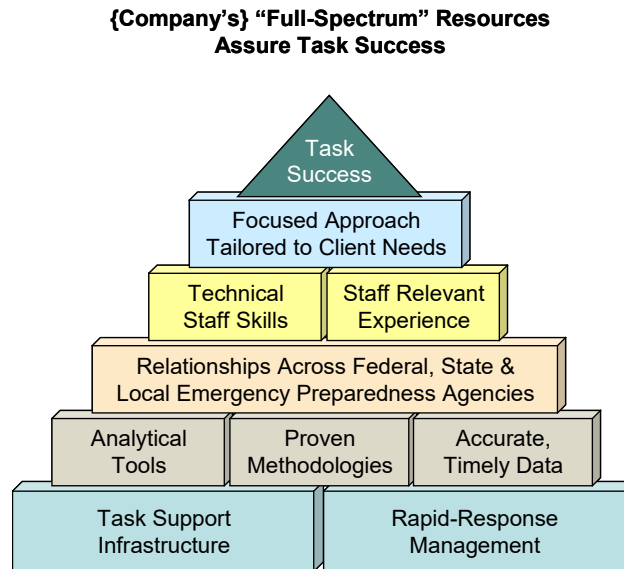 {Company's} “Full-Spectrum” Resources
Assure Task Success
Task
Success
Focused Approach
Tailored to Client Needs
Technical
Staff Skills
Staff Relevant
Experience
Relationships Across Federal, State &
Local Emergency Preparedness Agencies
Analytical
Tools
Proven
Methodologies
Accurate,
Timely Data
Task Support
Infrastructure
Rapid-Response
Management